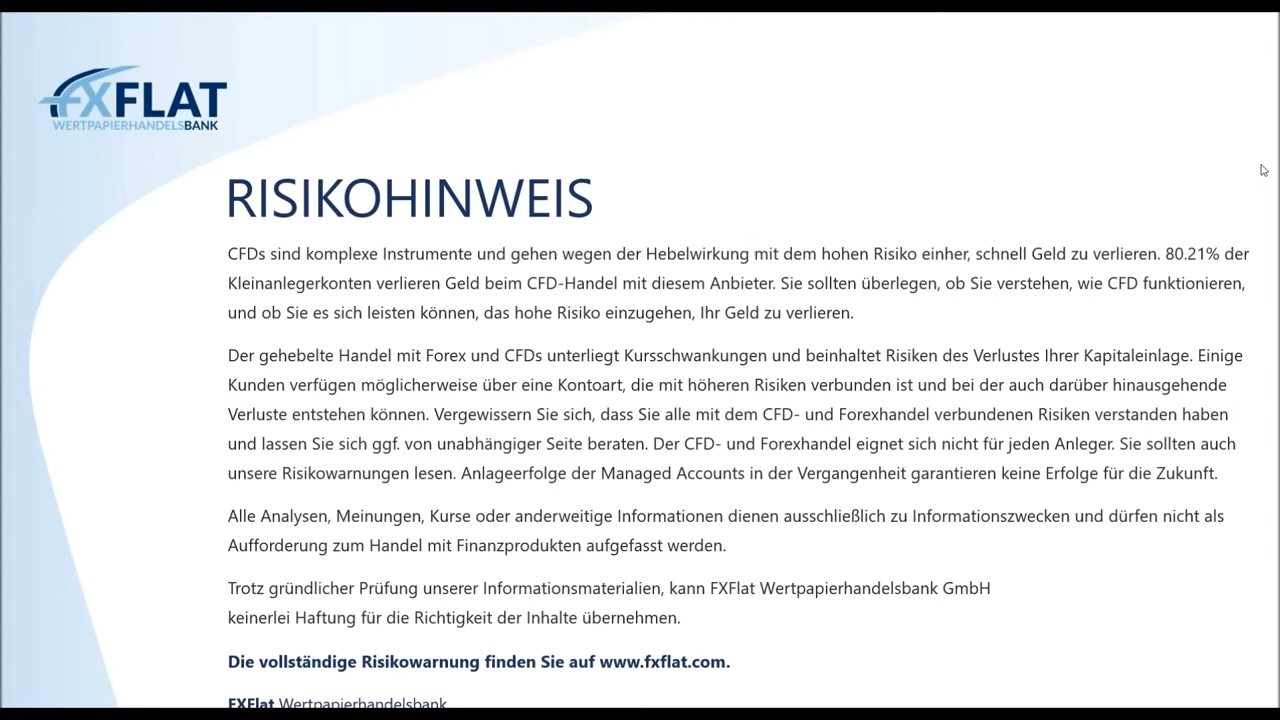 FXFLAT
WERTPAPIERHANDELSBANK
RISIKOHINWEIS
CFDs sind komplexe Instrumente und gehen wegen der Hebelwirkung mit dem hohen Risiko einher, schnell Geld zu verlieren. 80.21% der
Kleinanlegerkonten verlieren Geld beim CFD-Handel mit diesem Anbieter. Sie sollten überlegen, ob Sie verstehen, wie CFD funktionieren,
und ob Sie es sich leisten können, das hohe Risiko einzugehen, Ihr Geld zu verlieren.
Der gehebelte Handel mit Forex und CFDs unterliegt Kursschwankungen und beinhaltet Risiken des Verlustes Ihrer Kapitaleinlage. Einige
Kunden verfügen möglicherweise über eine Kontoart, die mit höheren Risiken verbunden ist und bei der auch darüber hinausgehende
Verluste entstehen können. Vergewissern Sie sich, dass Sie alle mit dem CFD- und Forexhandel verbundenen Risiken verstanden haben
und lassen Sie sich ggf. von unabhängiger Seite beraten. Der CFD- und Forexhandel eignet sich nicht für jeden Anleger. Sie sollten auch
unsere Risikowarnungen lesen. Anlageerfolge der Managed Accounts in der Vergangenheit garantieren keine Erfolge für die Zukunft.
Alle Analysen, Meinungen, Kurse oder anderweitige Informationen dienen ausschließlich zu Informationszwecken und dürfen nicht als
Aufforderung zum Handel mit Finanzprodukten aufgefasst werden.
Trotz gründlicher Prüfung unserer Informationsmaterialien, kann FXFlat Wertpapierhandelsbank GmbH
keinerlei Haftung für die Richtigkeit der Inhalte übernehmen.
Die vollständige Risikowarnung finden Sie auf www.fxflat.com.
FXFlat Wertpapierhandelsbank